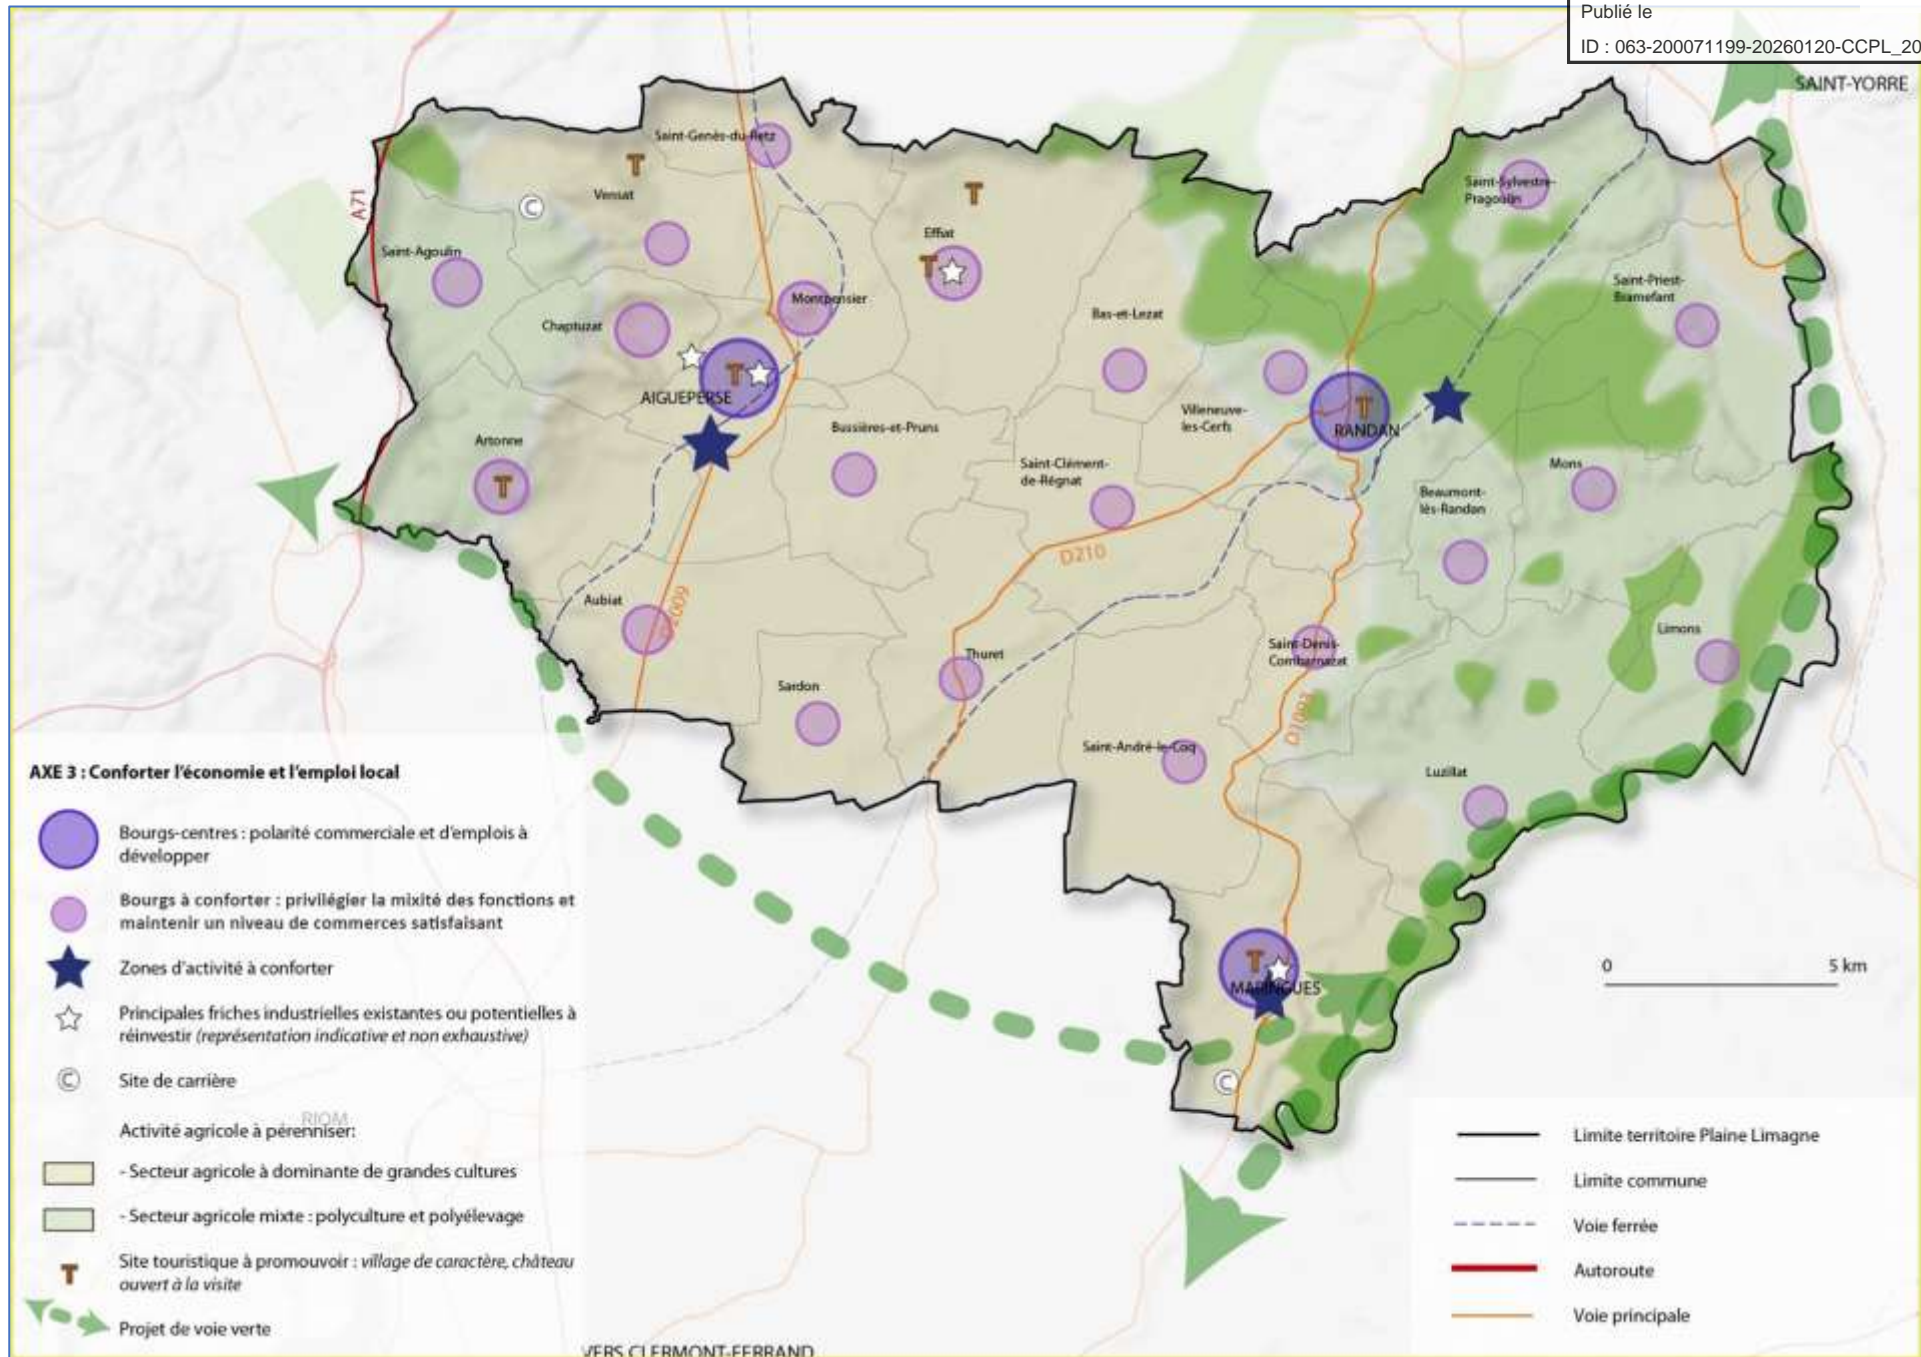 Publié le
ID : 063-200071199-20260120-CCPL_20
SAINT-YORRE
Saint-Genès-du-Retz
T
T
Saint-Sylvestre-
Pragoulin
Vensat
C
A71
Effiat
Saint-Agoulin
T
Saint-Priest-
Bramefant
Montpensier
Bas-et-Lezat
Chaptuzat
T
AIGUEPERSE
T
Villeneuve-
les-Cerfs
RANDAN
Bussières-et-Pruns
Artonne
T
Saint-Clément-
de-Régnat
Mons
Beaumont-
lès-Randan
D210
Aubiat
D2009
Limons
Saint-Denis-
Combarnazat
Thuret
Sardon
Saint-André-le-Coq
Luzillat
T
MARINGUES
C
0 5 km
AXE 3 : Conforter l'économie et l'emploi local
Bourgs-centres : polarité commerciale et d'emplois à
développer
Bourgs à conforter : privilégier la mixité des fonctions et
maintenir un niveau de commerces satisfaisant
Zones d'activité à conforter
Principales friches industrielles existantes ou potentielles à
réinvestir (représentation indicative et non exhaustive)
C
Site de carrière
RIOM
Activité agricole à pérenniser:
- Secteur agricole à dominante de grandes cultures
- Secteur agricole mixte : polyculture et polyélevage
T
Site touristique à promouvoir : village de caractère, château
ouvert à la visite
Projet de voie verte
VERS CLERMONT-FERRAND
Limite territoire Plaine Limagne
Limite commune
Voie ferrée
Autoroute
Voie principale